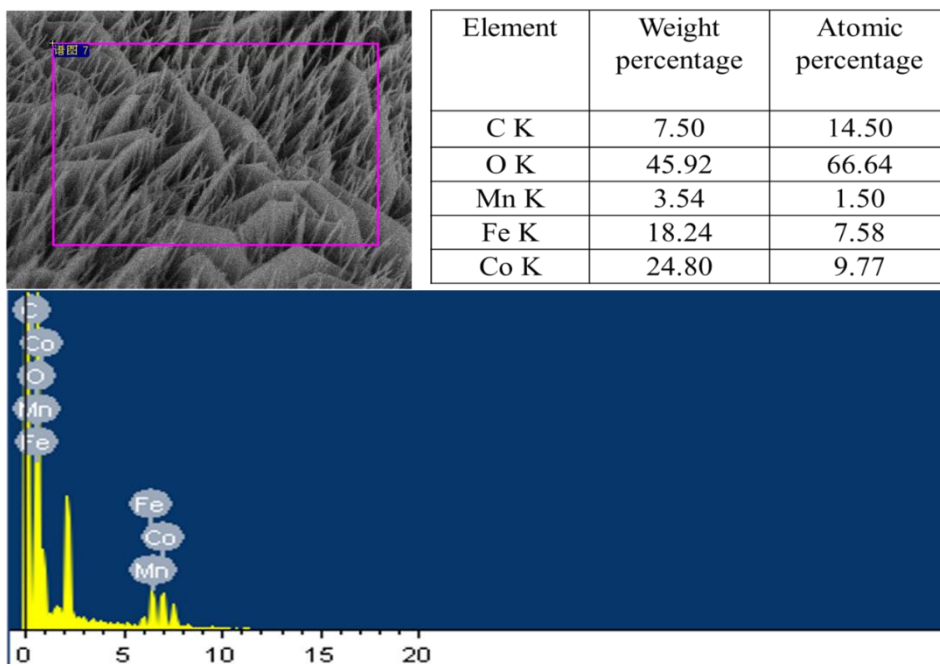 谱图 7
Element Weight percentage Atomic percentage
C K 7.50 14.50
O K 45.92 66.64
Mn K 3.54 1.50
Fe K 18.24 7.58
Co K 24.80 9.77
C
Co
O
Mn
Fe
Fe
Co
Mn
0 5 10 15 20